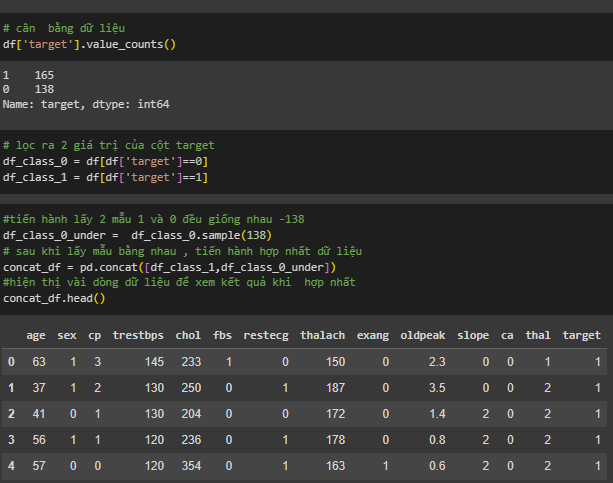 # cân  bằng dữ liệu
df['target'].value_counts()
1    165
0    138
Name: target, dtype: int64
# lọc ra 2 giá trị của cột target
df_class_0 = df[df['target']==0]
df_class_1 = df[df['target']==1]
#tiến hành lấy 2 mẫu 1 và 0 đều giống nhau -138
df_class_0_under =  df_class_0.sample(138)
# sau khi lấy mẫu bằng nhau , tiến hành hợp nhất dữ liệu
concat_df = pd.concat([df_class_1,df_class_0_under])
#hiện thị vài dòng dữ liệu để xem kết quả khi  hợp nhất
concat_df.head()
age sex cp trestbps chol fbs restecg thalach exang oldpeak slope ca thal target
0 63 1 3 145 233 1 0 150 0 2.3 0 0 1 1
1 37 1 2 130 250 0 1 187 0 3.5 0 0 2 1
2 41 0 1 130 204 0 0 172 0 1.4 2 0 2 1
3 56 1 1 120 236 0 1 178 0 0.8 2 0 2 1
4 57 0 0 120 354 0 1 163 1 0.6 2 0 2 1